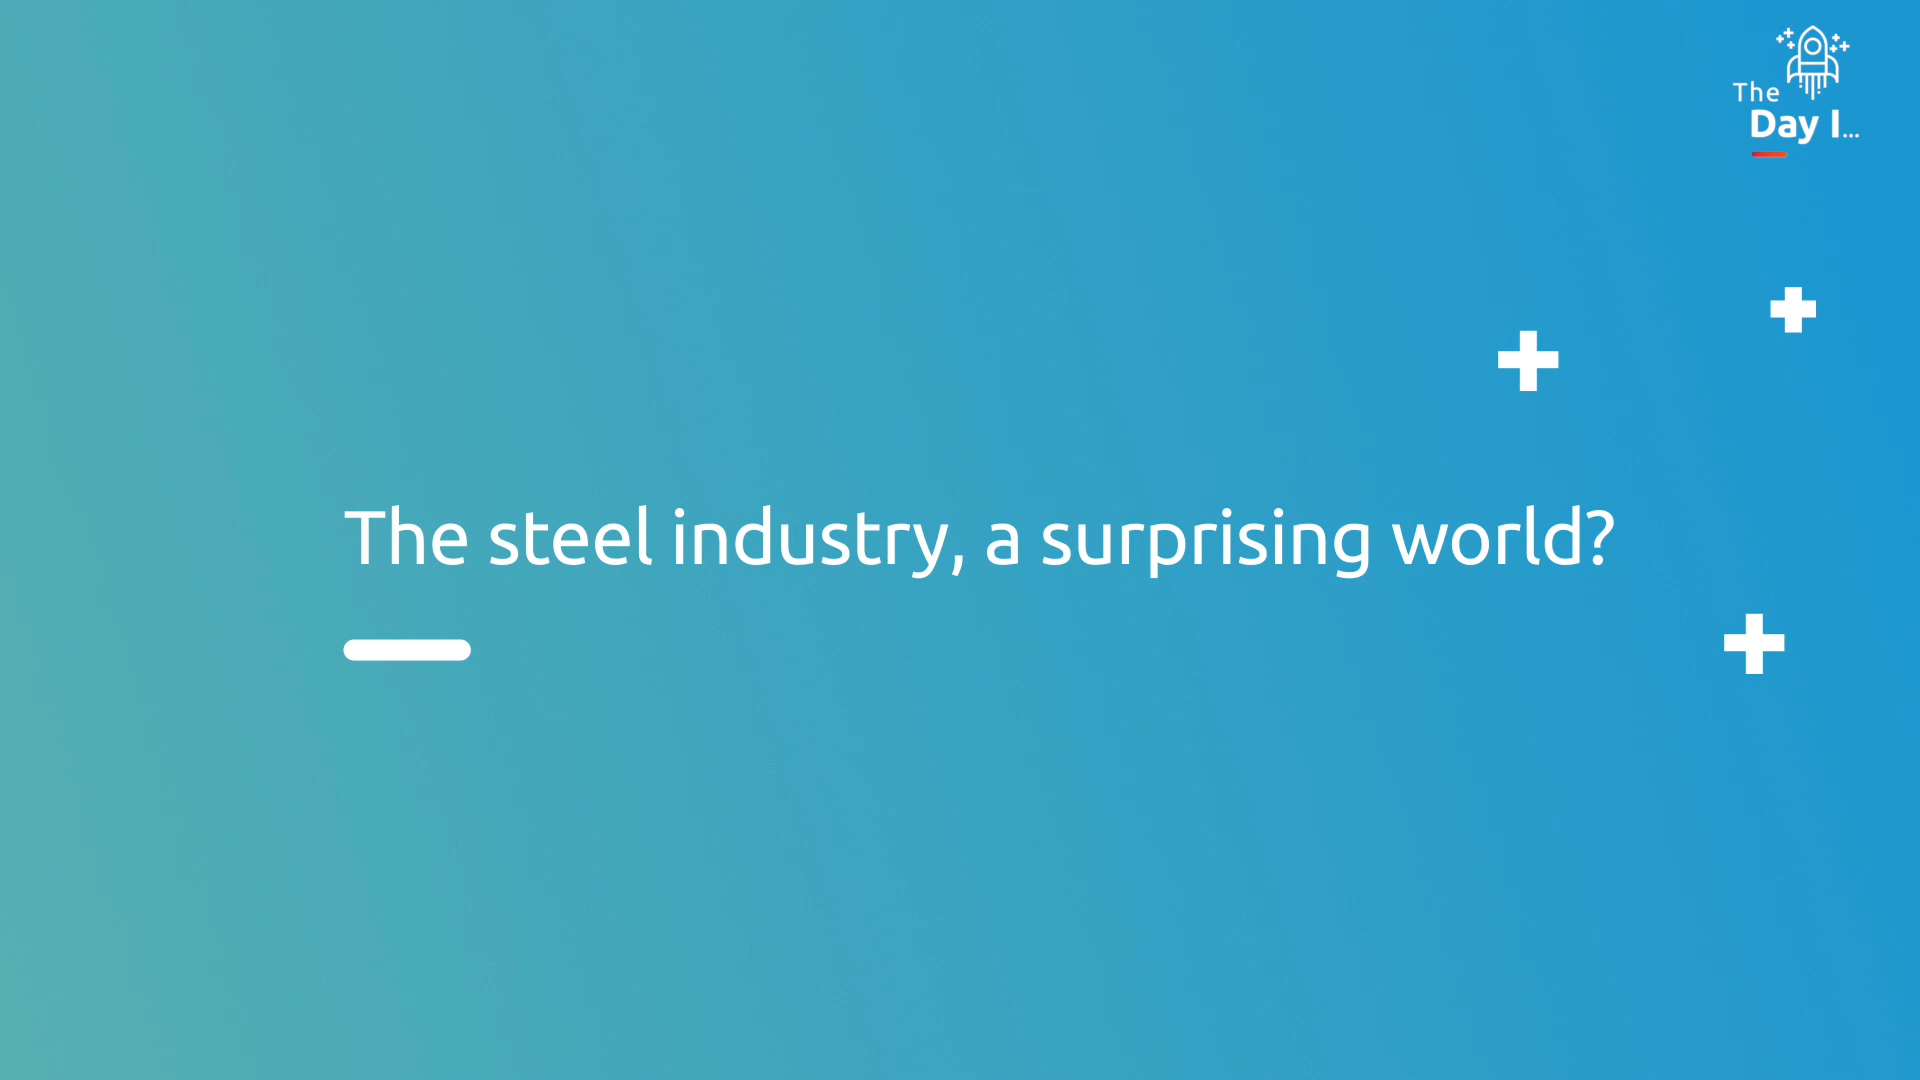 The
Day I...
The steel industry, a surprising world?